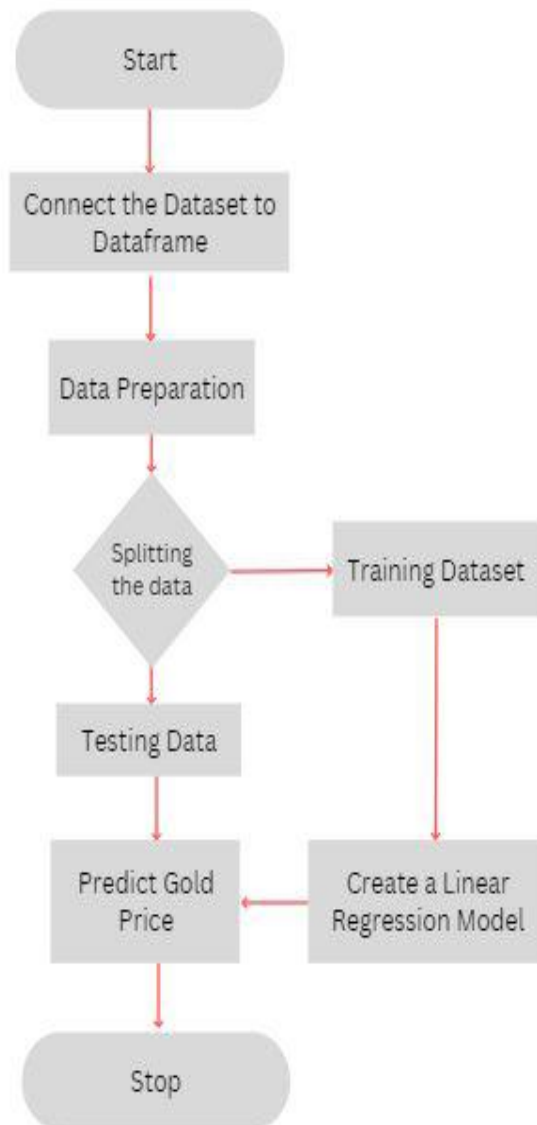 Start
Connect the Dataset to
Dataframe
Data Preparation
Splitting
the data
Training Dataset
Testing Data
Predict Gold
Price
Create a Linear
Regression Model
Stop